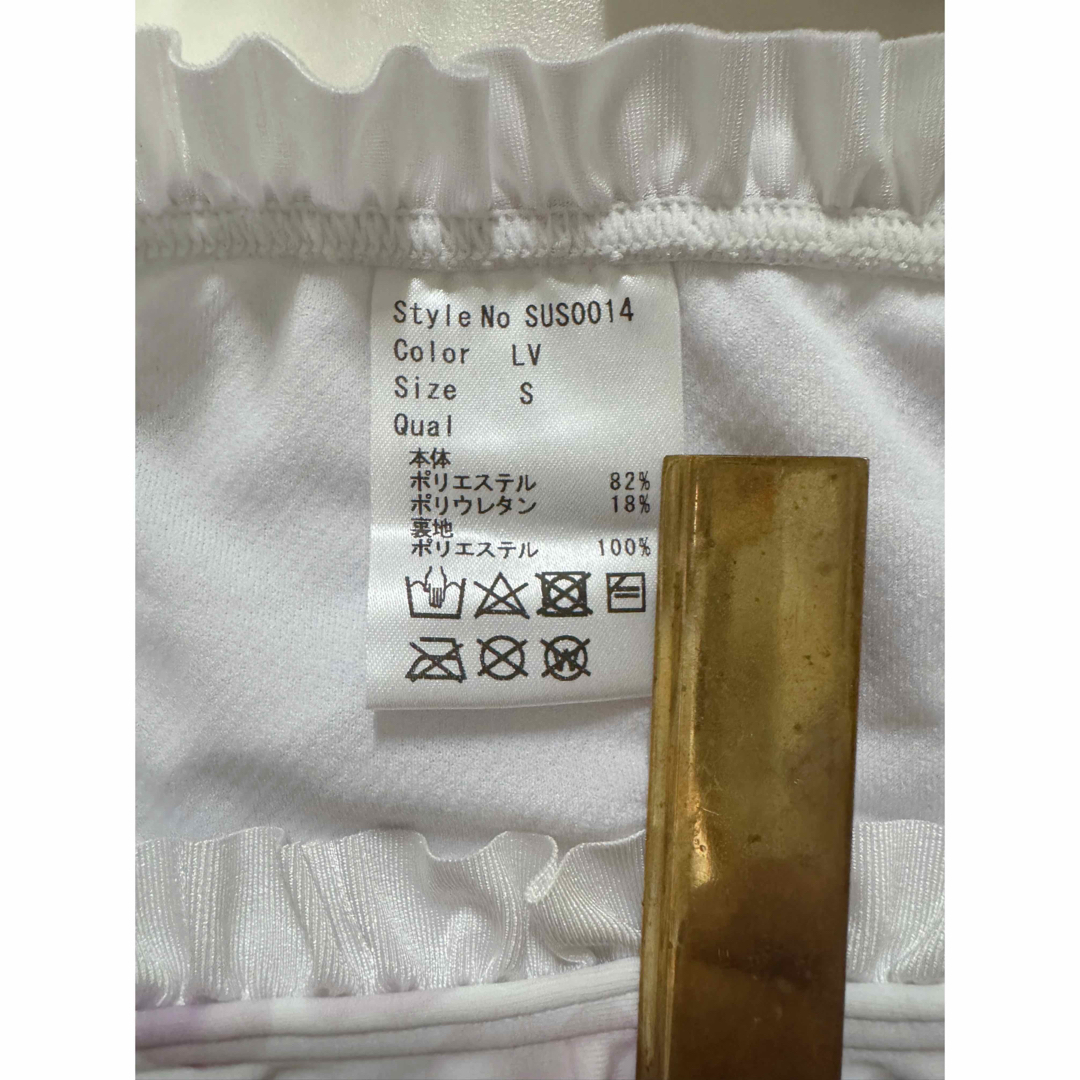 Style No SUS0014
Color LV
Size S
Qual
本体
ポリエステル 82%
ポリウレタン 18%
裏地
ポリエステル 100%
W